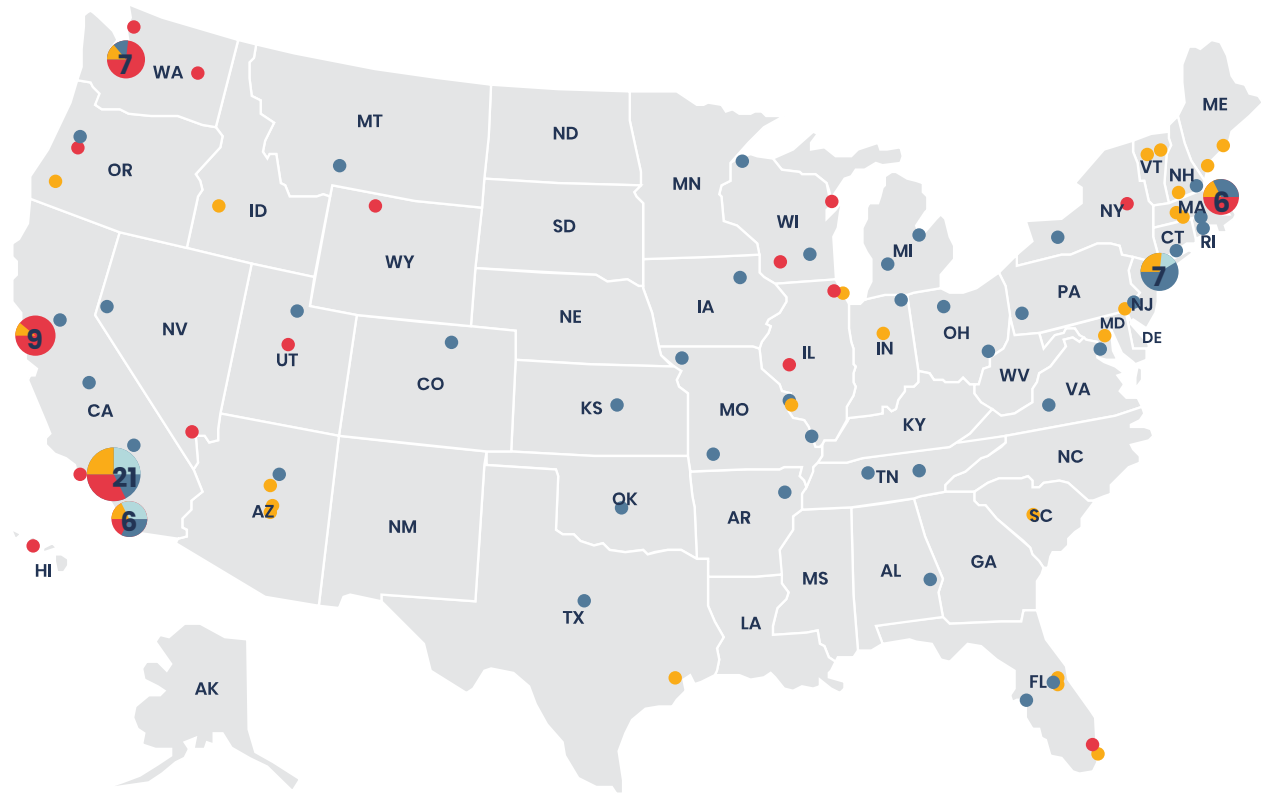 ME
7
WA
MT
ND
VT
OR
MN
NH
ID
SD
WI
NY
MA
6
CT
RI
WY
MI
7
IA
PA
NJ
NE
MD
NV
9
UT
IL
IN
OH
DE
CO
WV
CA
KS
MO
VA
KY
NC
21
TN
OK
AZ
6
NM
AR
SC
HI
MS
AL
GA
TX
LA
AK
FL